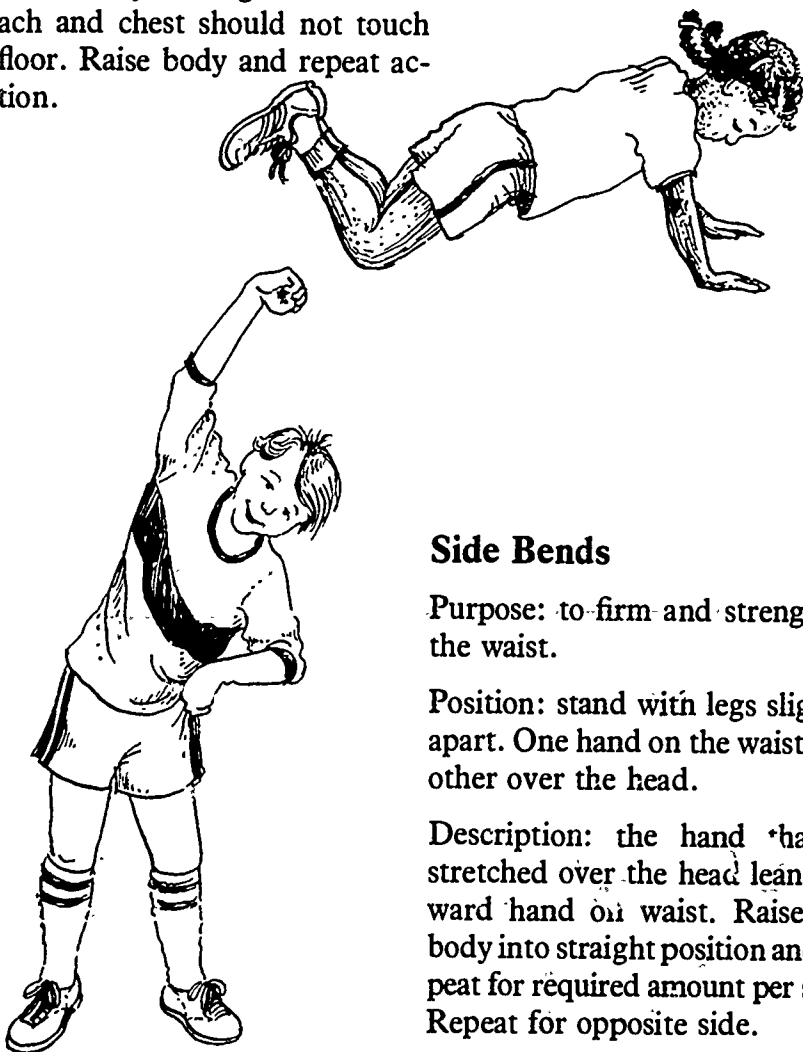 ach and chest should not touch
floor. Raise body and repeat ac-
tion.
Side Bends
Purpose: to firm and streng
the waist.
Position: stand with legs slig
apart. One hand on the waist
other over the head.
Description: the hand ha
stretched over the head lean
ward hand on waist. Raise
body into straight position an
peat for required amount per
Repeat for opposite side.